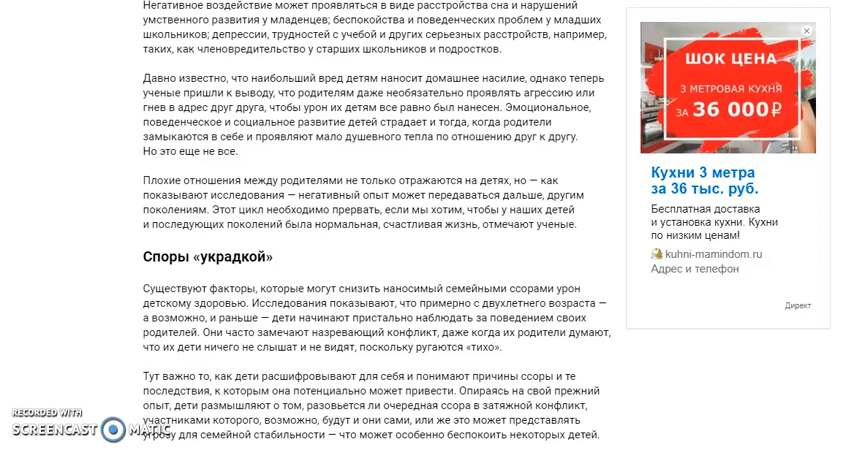 Негативное воздействие может проявляться в виде расстройства сна и нарушений
умственного развития у младенцев; беспокойства и поведенческих проблем у младших
школьников; депрессии, трудностей с учебой и других серьезных расстройств, например,
таких, как членовредительство у старших школьников и подростков.
Давно известно, что наибольший вред детям наносит домашнее насилие, однако теперь
ученые пришли к выводу, что родителям даже необязательно проявлять агрессию или
гнев в адрес друг друга, чтобы урон их детям все равно был нанесен. Эмоциональное,
поведенческое и социальное развитие детей страдает и тогда, когда родители
замыкаются в себе и проявляют мало душевного тепла по отношению друг к другу.
Но это еще не все.
Плохие отношения между родителями не только отражаются на детях, но — как
показывают исследования — негативный опыт может передаваться дальше, другим
поколениям. Этот цикл необходимо прервать, если мы хотим, чтобы у наших детей
и последующих поколений была нормальная, счастливая жизнь, отмечают ученые.
Споры «украдкой»
Существуют факторы, которые могут снизить наносимый семейными ссорами урон
детскому здоровью. Исследования показывают, что примерно с двухлетнего возраста —
а возможно, и раньше — дети начинают пристально наблюдать за поведением своих
родителей. Они часто замечают назревающий конфликт, даже когда их родители думают,
что их дети ничего не слышат и не видят, поскольку ругаются «тихо».
Тут важно то, как дети расшифровывают для себя и понимают причины ссоры и те
последствия, к которым она потенциально может привести. Опираясь на свой прежний
опыт, дети размышляют о том, разовьется ли очередная ссора в затяжной конфликт,
участниками которого, возможно, будут и они сами, или же это может представлять
угрозу для семейной стабильности — что может особенно беспокоить некоторых детей.
ШОК ЦЕНА
3 МЕТРОВАЯ КУХНЯ
ЗА 36 000₽
Кухни 3 метра
за 36 тыс. руб.
Бесплатная доставка
и установка кухни. Кухни
по низким ценам!
kuhni-mamindom.ru
Адрес и телефон
Директ
RECORDED WITH
SCREENCAST MATIC